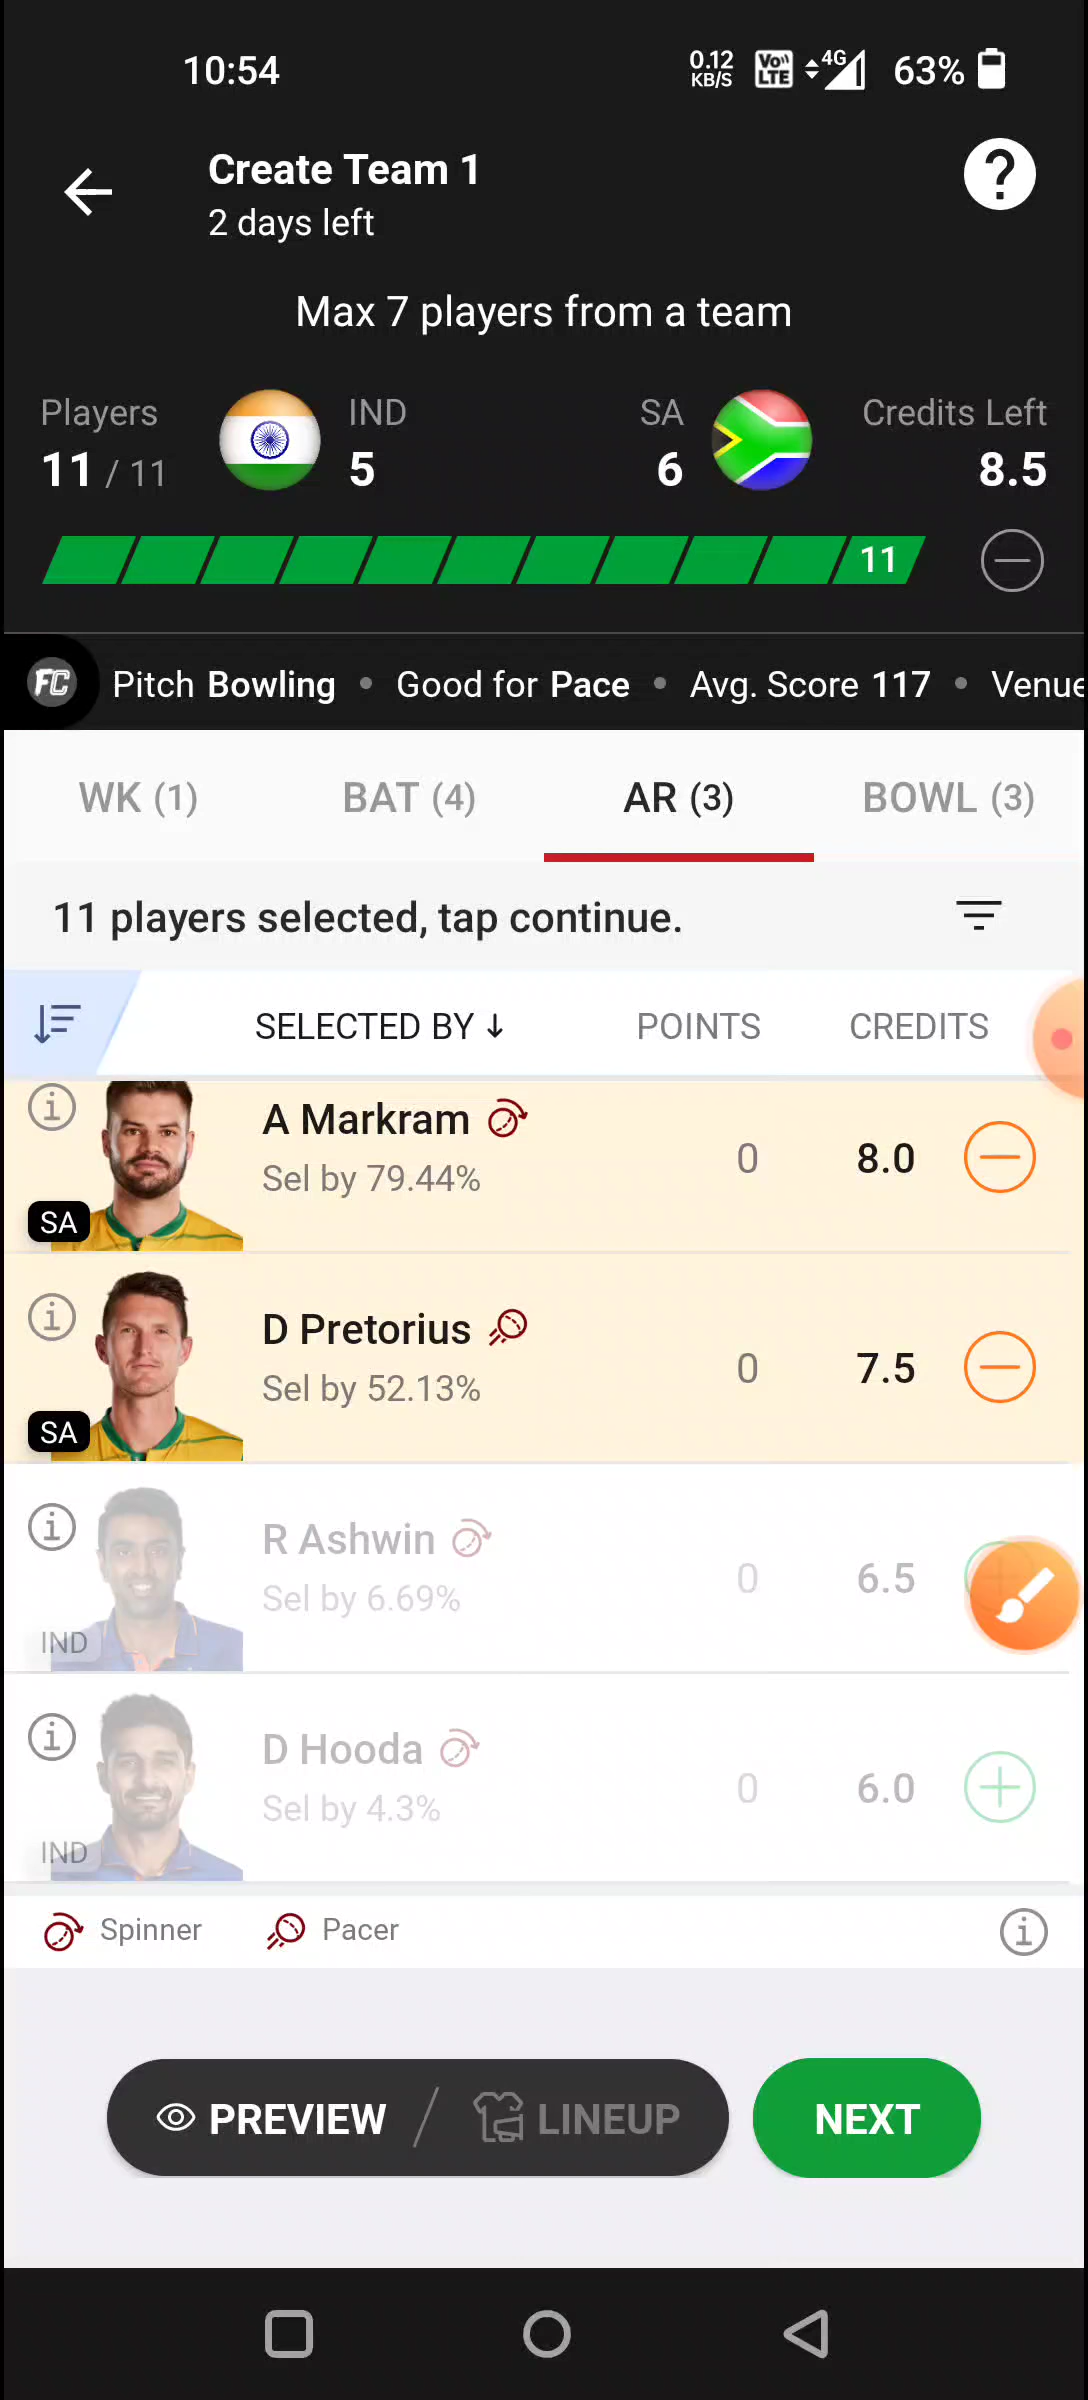 10:54
0.12 KB/S
Vo)) LTE
4G
63%
Create Team 1
2 days left
Max 7 players from a team
Players
IND
SA
Credits Left
11 / 11
5
6
8.5
11
FC
Pitch Bowling • Good for Pace • Avg. Score 117 • Venue
WK (1)
BAT (4)
AR (3)
BOWL (3)
11 players selected, tap continue.
SELECTED BY ↓
POINTS
CREDITS
A Markram
Sel by 79.44%
0
8.0
SA
D Pretorius
Sel by 52.13%
0
7.5
SA
R Ashwin
Sel by 6.69%
0
6.5
IND
D Hooda
Sel by 4.3%
0
6.0
IND
Spinner
Pacer
PREVIEW / LINEUP
NEXT